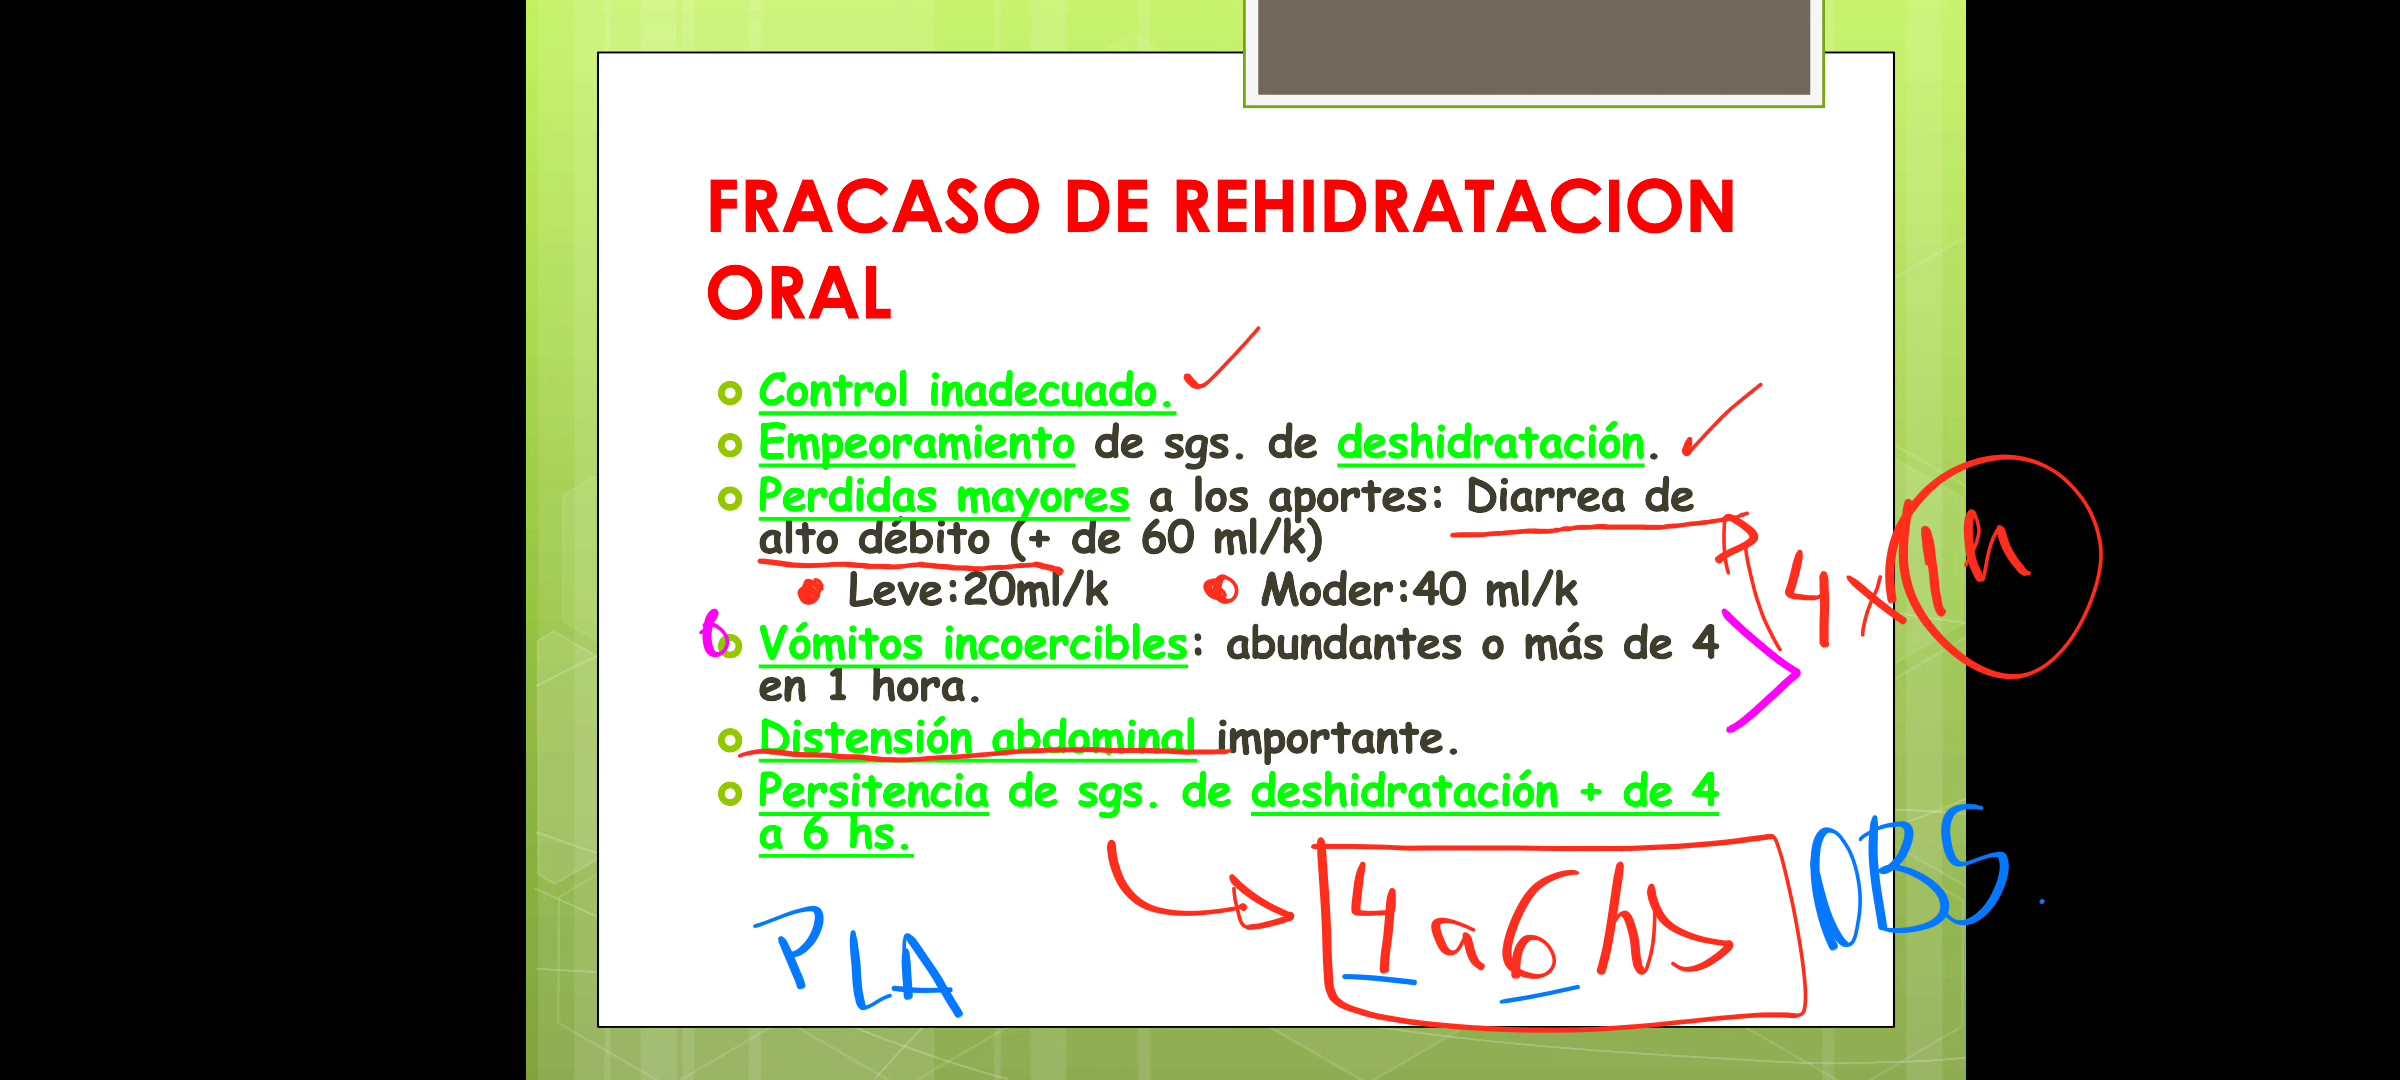 FRACASO DE REHIDRATACION
ORAL
Control inadecuado.
Empeoramiento de sgs. de deshidratación.
Perdidas mayores a los aportes: Diarrea de
alto débito (+ de 60 ml/k)
Leve:20ml/k Moder:40 ml/k
4 x 1h
Vómitos incoercibles: abundantes o más de 4
en 1 hora.
Distensión abdominal importante.
Persitencia de sgs. de deshidratación + de 4
a 6 hs.
4 a 6 hs
OBS.
PLA